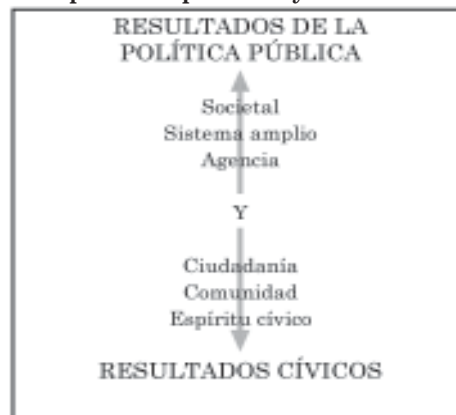 RESULTADOS DE LA
POLÍTICA PÚBLICA
Societal
Sistema amplio
Agencia
Y
Ciudadanía
Comunidad
Espíritu cívico
RESULTADOS CÍVICOS